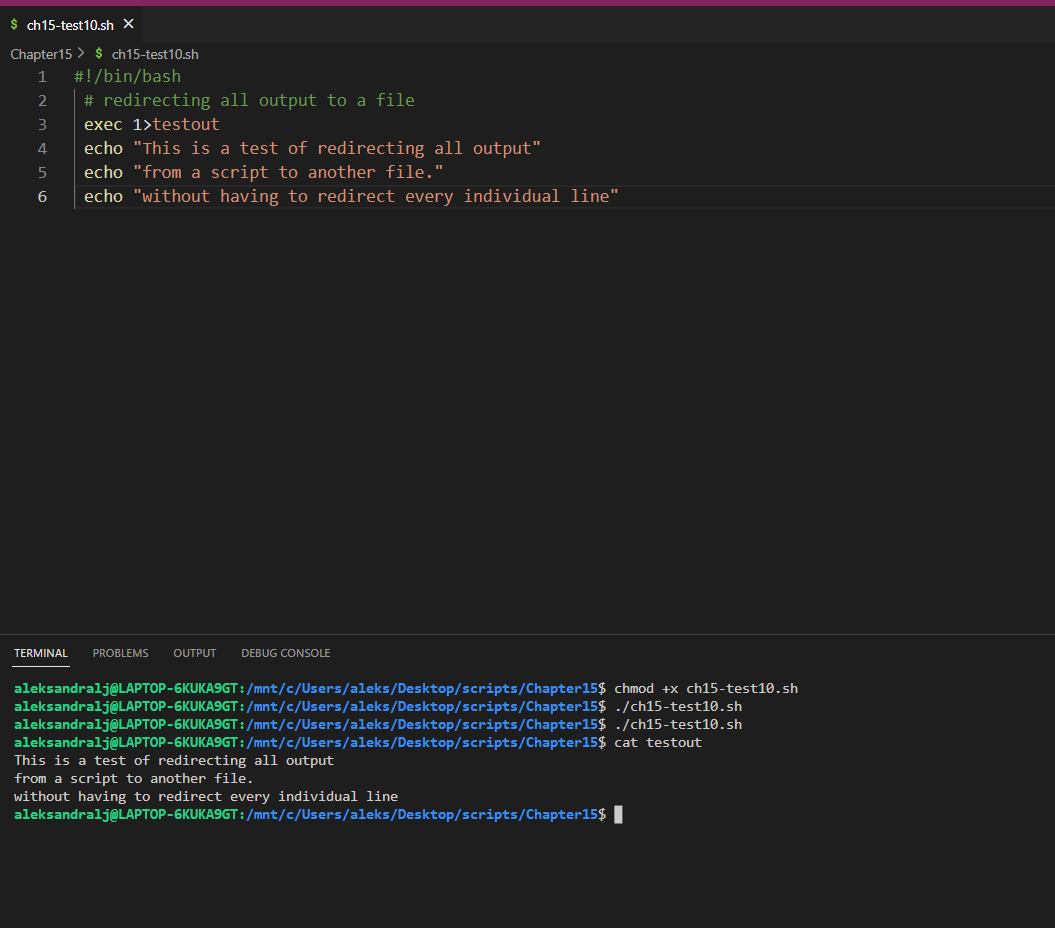 $ ch15-test10.sh ✕
Chapter15 > $ ch15-test10.sh
1 #!/bin/bash
2 # redirecting all output to a file
3 exec 1>testout
4 echo "This is a test of redirecting all output"
5 echo "from a script to another file."
6 echo "without having to redirect every individual line"
TERMINAL PROBLEMS OUTPUT DEBUG CONSOLE
aleksandralj@LAPTOP-6KUKA9GT:/mnt/c/Users/aleks/Desktop/scripts/Chapter15$ chmod +x ch15-test10.sh
aleksandralj@LAPTOP-6KUKA9GT:/mnt/c/Users/aleks/Desktop/scripts/Chapter15$ ./ch15-test10.sh
aleksandralj@LAPTOP-6KUKA9GT:/mnt/c/Users/aleks/Desktop/scripts/Chapter15$ ./ch15-test10.sh
aleksandralj@LAPTOP-6KUKA9GT:/mnt/c/Users/aleks/Desktop/scripts/Chapter15$ cat testout
This is a test of redirecting all output
from a script to another file.
without having to redirect every individual line
aleksandralj@LAPTOP-6KUKA9GT:/mnt/c/Users/aleks/Desktop/scripts/Chapter15$